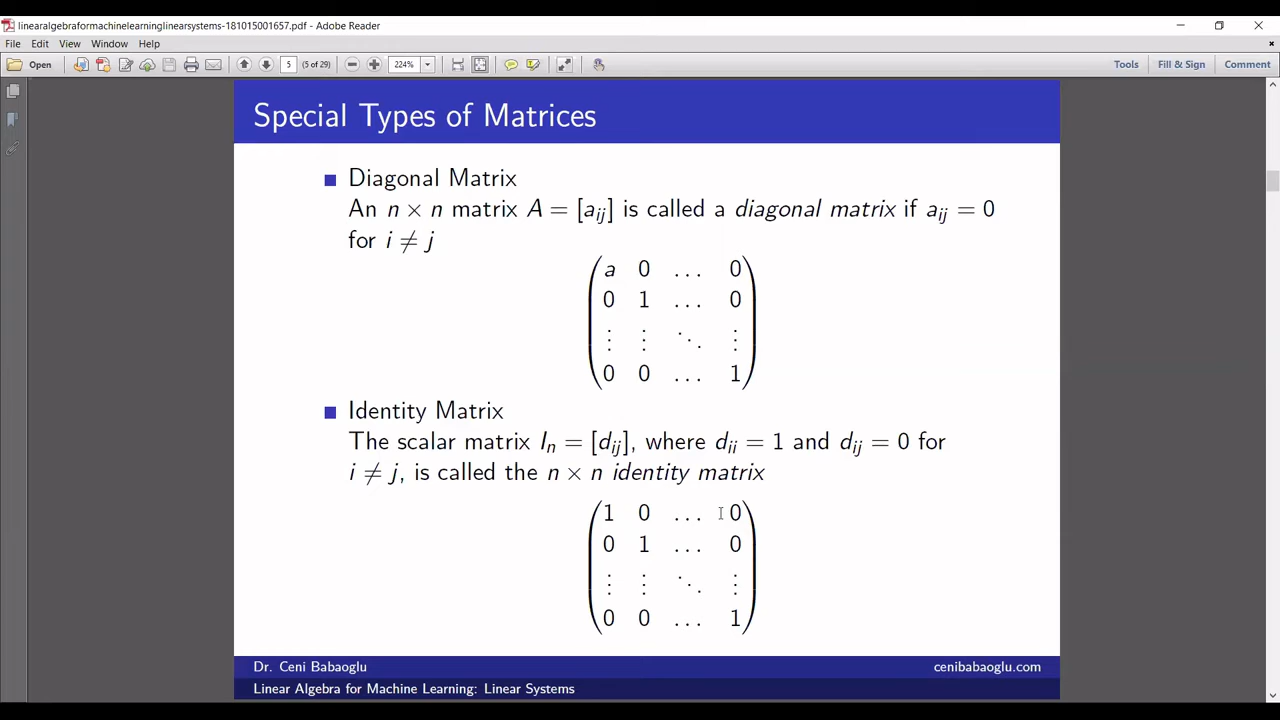 linearalgebraformachinelearninglinearsystems-181015001657.pdf - Adobe Reader
File Edit View Window Help
Open 5 (5 of 29) 224% Tools Fill & Sign Comment
Special Types of Matrices
Diagonal Matrix
An n × n matrix A = [aij] is called a diagonal matrix if aij = 0
for i ≠ j
a 0 … 0
0 1 … 0
⋮ ⋮ ⋱ ⋮
0 0 … 1
Identity Matrix
The scalar matrix In = [dij], where dii = 1 and dij = 0 for
i ≠ j, is called the n × n identity matrix
1 0 … 0
0 1 … 0
⋮ ⋮ ⋱ ⋮
0 0 … 1
Dr. Ceni Babaoglu cenibabaoglu.com
Linear Algebra for Machine Learning: Linear Systems